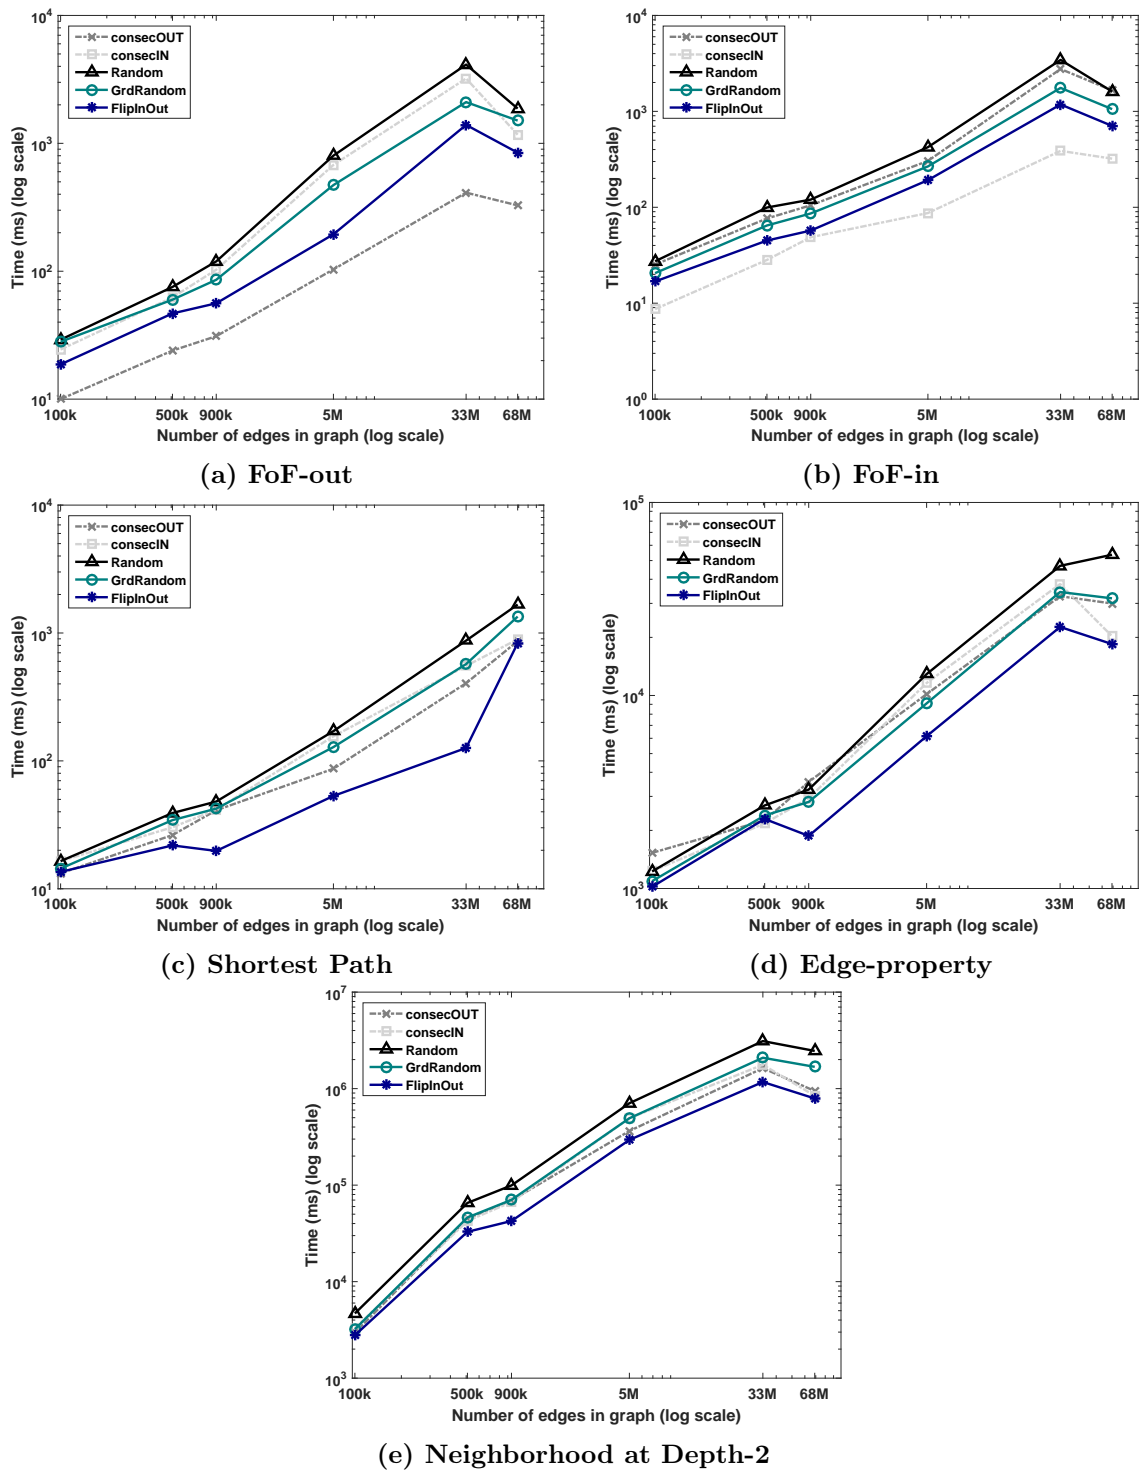 consecOUT
consecIN
Random
GrdRandom
FlipInOut
10^4
10^3
10^2
10^1
Time (ms) (log scale)
100k 500k 900k 5M 33M 68M
Number of edges in graph (log scale)
(a) FoF-out
consecOUT
consecIN
Random
GrdRandom
FlipInOut
10^4
10^3
10^2
10^1
10^0
Time (ms) (log scale)
100k 500k 900k 5M 33M 68M
Number of edges in graph (log scale)
(b) FoF-in
consecOUT
consecIN
Random
GrdRandom
FlipInOut
10^4
10^3
10^2
10^1
Time (ms) (log scale)
100k 500k 900k 5M 33M 68M
Number of edges in graph (log scale)
(c) Shortest Path
consecOUT
consecIN
Random
GrdRandom
FlipInOut
10^5
10^4
10^3
Time (ms) (log scale)
100k 500k 900k 5M 33M 68M
Number of edges in graph (log scale)
(d) Edge-property
consecOUT
consecIN
Random
GrdRandom
FlipInOut
10^7
10^6
10^5
10^4
10^3
Time (ms) (log scale)
100k 500k 900k 5M 33M 68M
Number of edges in graph (log scale)
(e) Neighborhood at Depth-2